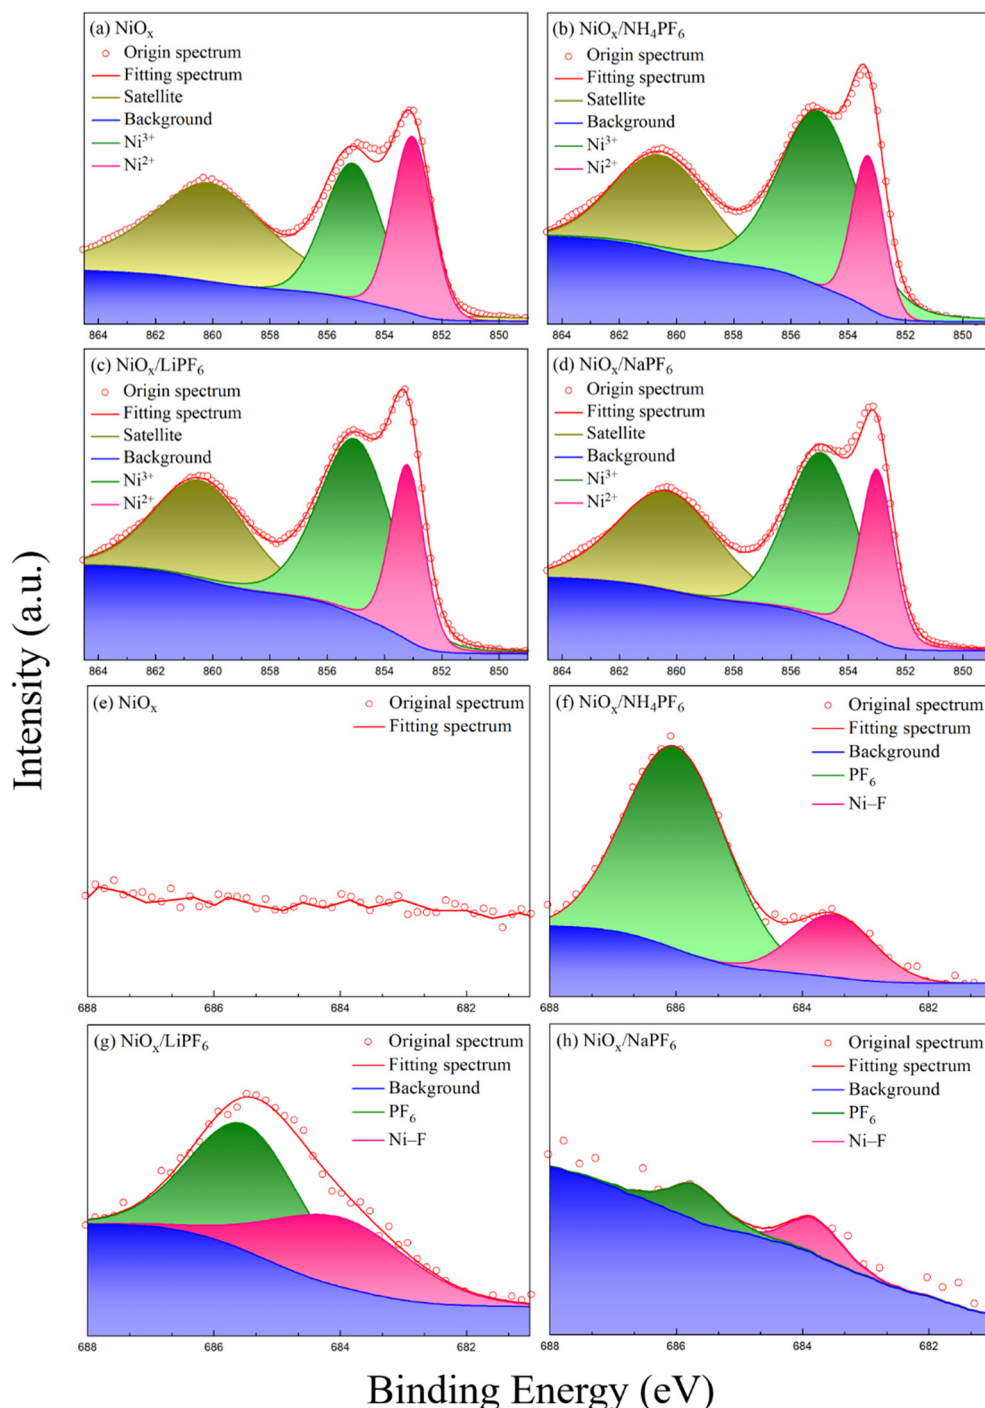 (a) NiOₓ
Origin spectrum
Fitting spectrum
Satellite
Background
Ni³⁺
Ni²⁺
864 862 860 858 856 854 852 850
(b) NiOₓ/NH₄PF₆
Origin spectrum
Fitting spectrum
Satellite
Background
Ni³⁺
Ni²⁺
864 862 860 858 856 854 852 850
(c) NiOₓ/LiPF₆
Origin spectrum
Fitting spectrum
Satellite
Background
Ni³⁺
Ni²⁺
864 862 860 858 856 854 852 850
(d) NiOₓ/NaPF₆
Origin spectrum
Fitting spectrum
Satellite
Background
Ni³⁺
Ni²⁺
864 862 860 858 856 854 852 850
Intensity (a.u.)
(e) NiOₓ
Original spectrum
Fitting spectrum
688 686 684 682
(f) NiOₓ/NH₄PF₆
Original spectrum
Fitting spectrum
Background
PF₆
Ni–F
688 686 684 682
(g) NiOₓ/LiPF₆
Original spectrum
Fitting spectrum
Background
PF₆
Ni–F
688 686 684 682
(h) NiOₓ/NaPF₆
Original spectrum
Fitting spectrum
Background
PF₆
Ni–F
688 686 684 682
Binding Energy (eV)